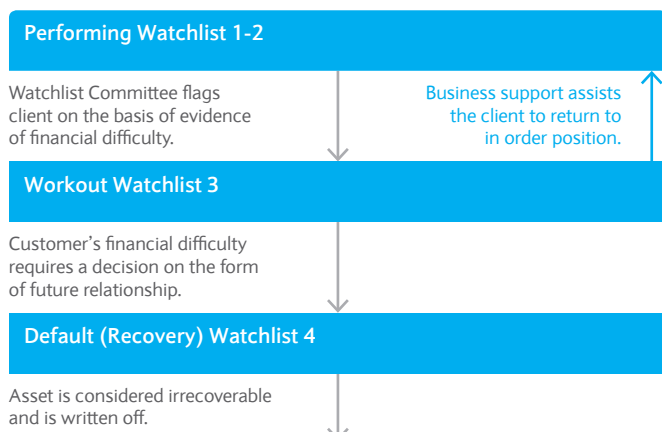 Performing Watchlist 1-2
Watchlist Committee flags
client on the basis of evidence
of financial difficulty.
Business support assists
the client to return to
in order position.
Workout Watchlist 3
Customer’s financial difficulty
requires a decision on the form
of future relationship.
Default (Recovery) Watchlist 4
Asset is considered irrecoverable
and is written off.